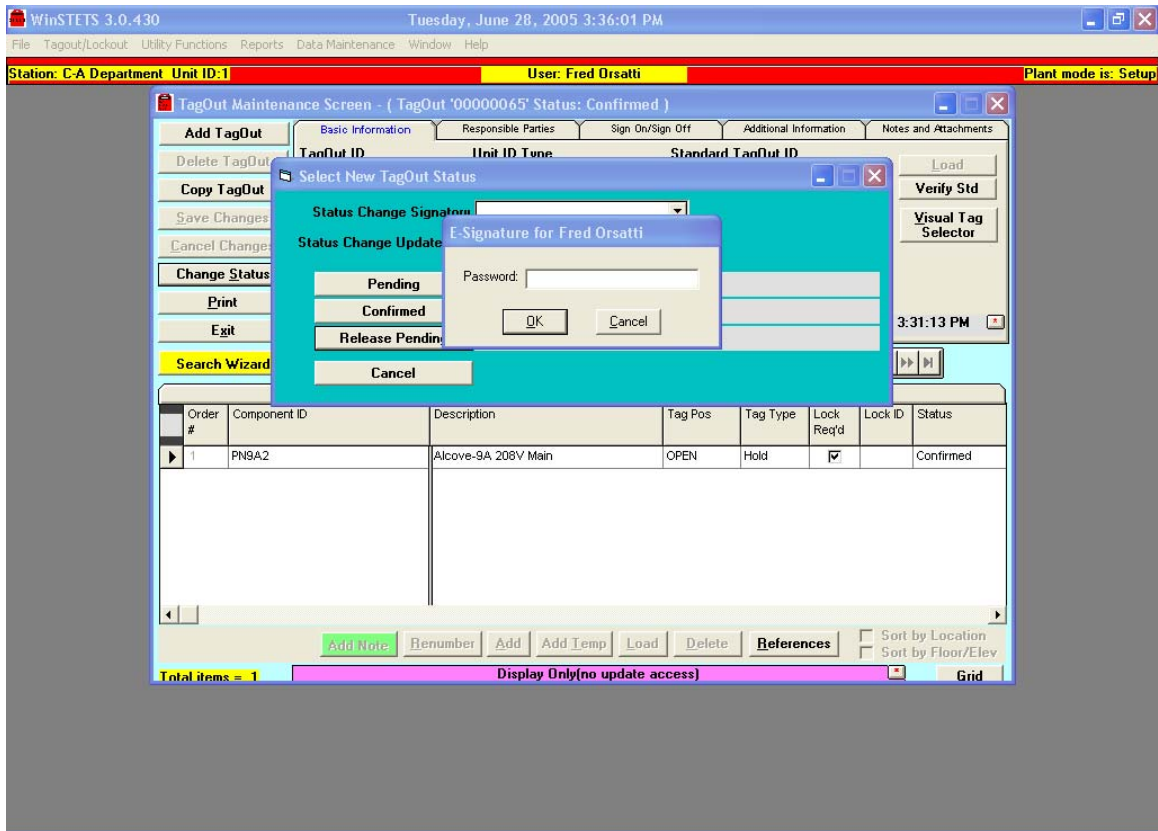 WinSTETS 3.0.430 Tuesday, June 28, 2005 3:36:01 PM
File Tagout/Lockout Utility Functions Reports Data Maintenance Window Help
Station: C-A Department Unit ID:1 User: Fred Orsatti Plant mode is: Setup
TagOut Maintenance Screen - ( TagOut '00000065' Status: Confirmed )
Add TagOut Basic Information Responsible Parties Sign On/Sign Off Additional Information Notes and Attachments
Delete TagOut TagOut ID Unit ID Type Standard TagOut ID Load
Select New TagOut Status
Copy TagOut Verify Std
Save Changes Status Change Signatory Visual Tag Selector
Cancel Changes Status Change Update E-Signature for Fred Orsatti
Change Status Pending Password:
Print Confirmed OK Cancel
Exit Release Pending 3:31:13 PM
Search Wizard Cancel
Order # Component ID Description Tag Pos Tag Type Lock Req'd Lock ID Status
1 PN9A2 Alcove-9A 208V Main OPEN Hold Confirmed
Add Note Renumber Add Add Temp Load Delete References Sort by Location
Sort by Floor/Elev
Total items = 1 Display Only(no update access) Grid